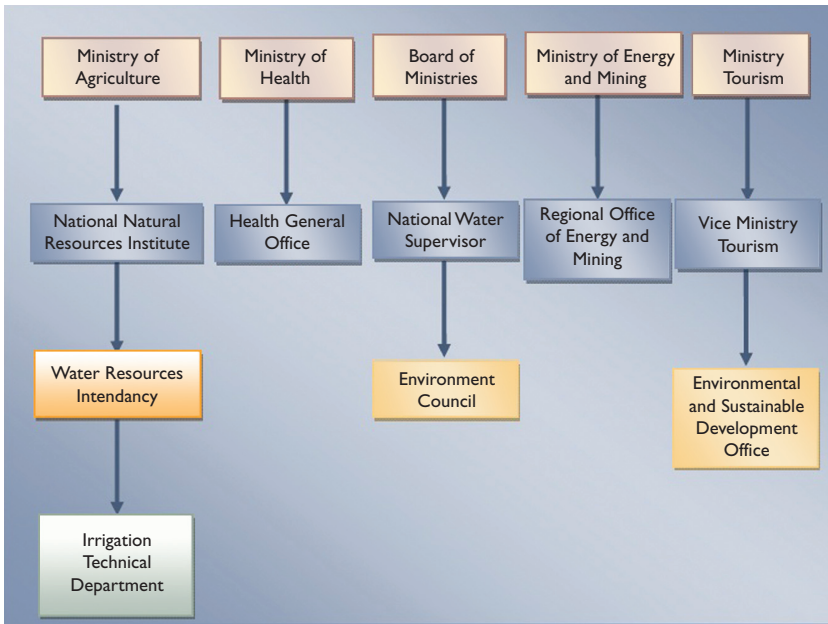 Ministry of
Agriculture
Ministry of
Health
Board of
Ministries
Ministry of Energy
and Mining
Ministry
Tourism
National Natural
Resources Institute
Health General
Office
National Water
Supervisor
Regional Office
of Energy and
Mining
Vice Ministry
Tourism
Water Resources
Intendancy
Environment
Council
Environmental
and Sustainable
Development
Office
Irrigation
Technical
Department